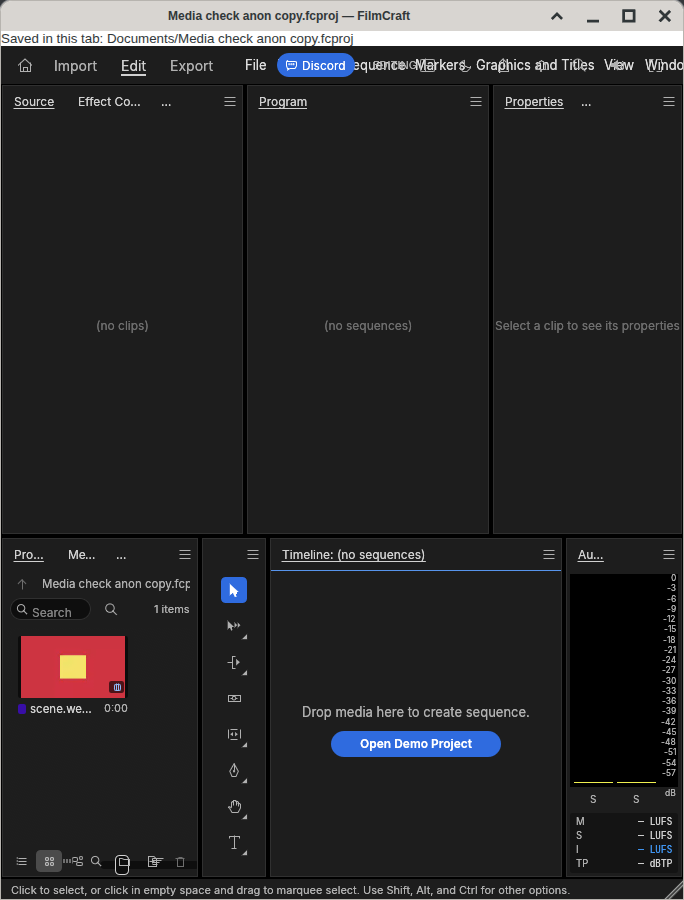 Media check anon copy.fcproj — FilmCraft
Saved in this tab: Documents/Media check anon copy.fcproj
Import Edit Export File Discord equence Markers Graphics and Titles View Windo
Source Effect Co... ...
Program
Properties ...
(no clips)
(no sequences)
Select a clip to see its properties
Pro... Me... ...
Media check anon copy.fcp
Search
1 items
scene.we... 0:00
Timeline: (no sequences)
Drop media here to create sequence.
Open Demo Project
T
Au...
0
-3
-6
-9
-12
-15
-18
-21
-24
-27
-30
-33
-36
-39
-42
-45
-48
-51
-54
-57
dB
S S
M – LUFS
S – LUFS
I – LUFS
TP – dBTP
Click to select, or click in empty space and drag to marquee select. Use Shift, Alt, and Ctrl for other options.